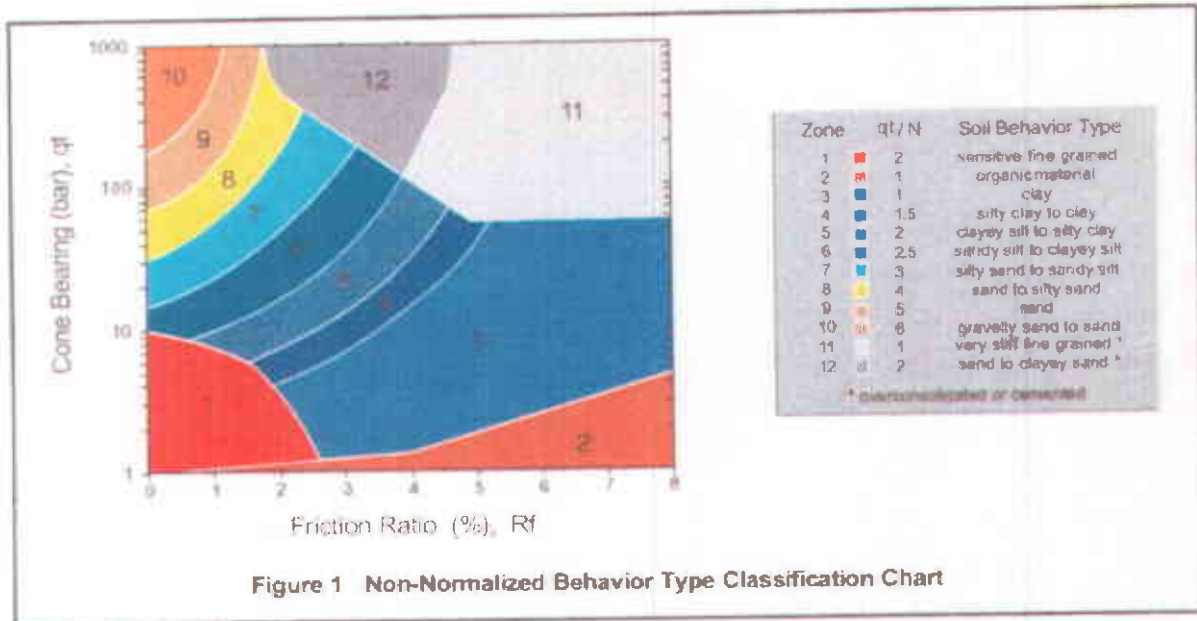 1000
100
10
1
Cone Bearing (bar), qt
10
12
11
9
8
7
6
5
4
3
2
0 1 2 3 4 5 6 7 8
Friction Ratio (%), Rf
Zone qt / N Soil Behavior Type
1 2 sensitive fine grained
2 1 organic material
3 1 clay
4 1.5 silty clay to clay
5 2 clayey silt to silty clay
6 2.5 sandy silt to clayey silt
7 3 silty sand to sandy silt
8 4 sand to silty sand
9 5 sand
10 6 gravelly sand to sand
11 1 very stiff fine grained *
12 2 sand to clayey sand *
* overconsolidated or cemented
Figure 1 Non-Normalized Behavior Type Classification Chart